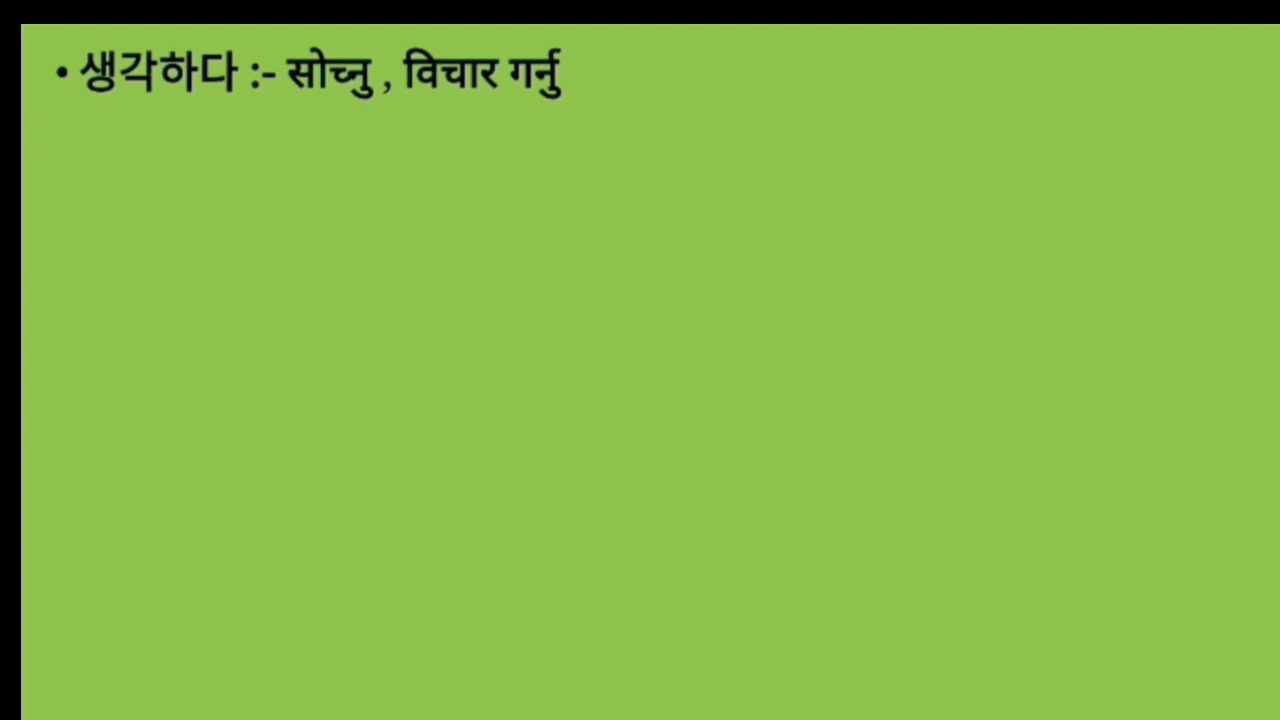 • 생각하다 :- सोच्नु , विचार गर्नु